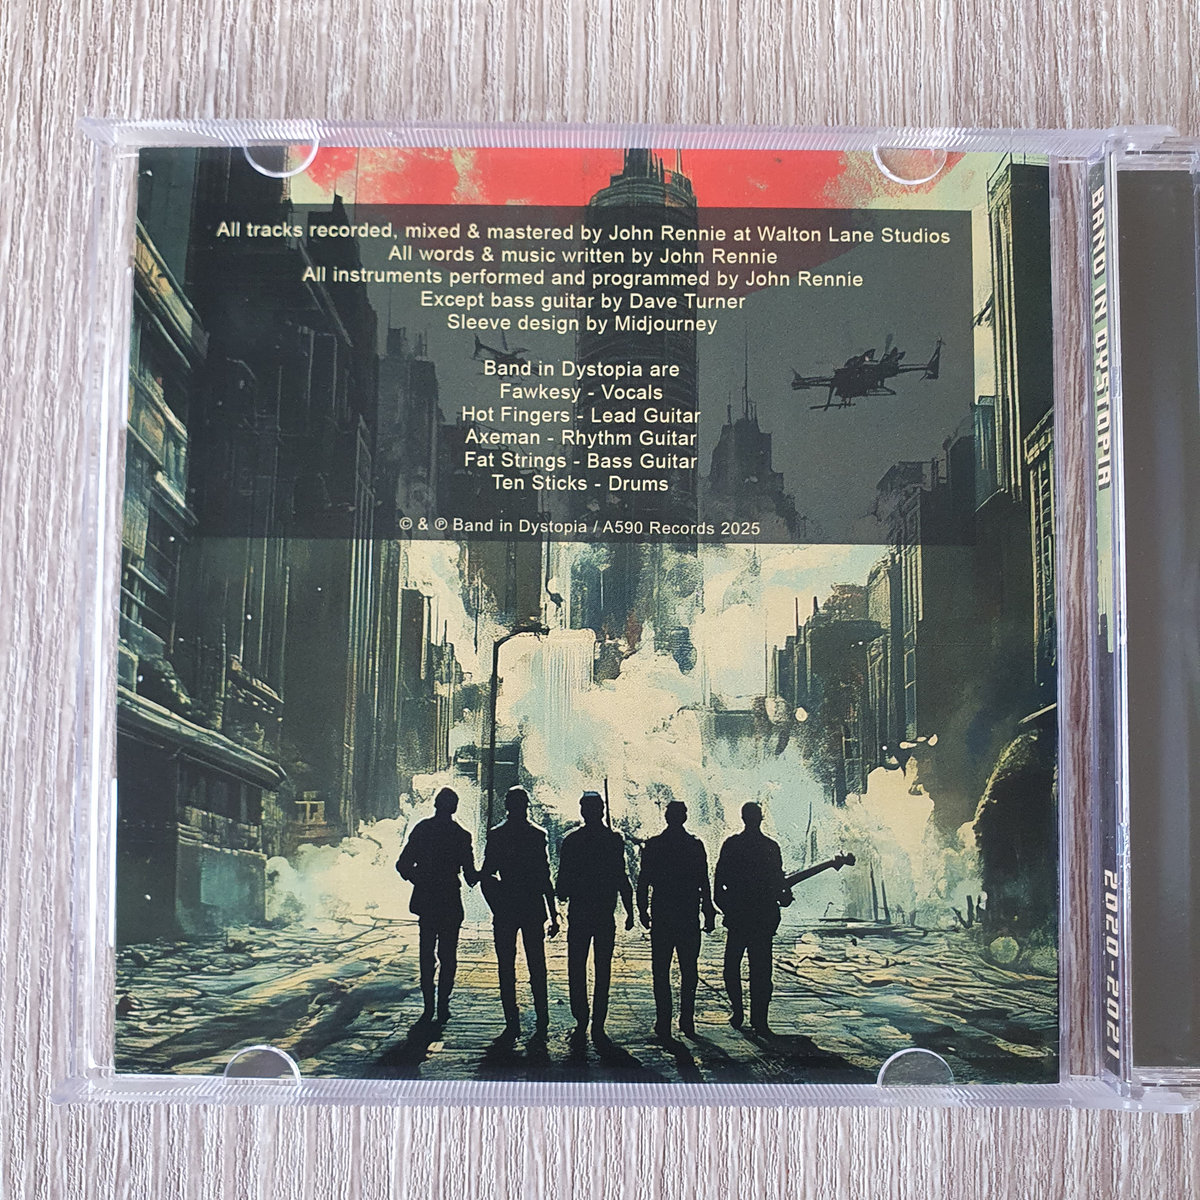 All tracks recorded, mixed & mastered by John Rennie at Walton Lane Studios
All words & music written by John Rennie
All instruments performed and programmed by John Rennie
Except bass guitar by Dave Turner
Sleeve design by Midjourney
Band in Dystopia are
Fawkesy - Vocals
Hot Fingers - Lead Guitar
Axeman - Rhythm Guitar
Fat Strings - Bass Guitar
Ten Sticks - Drums
© & ℗ Band in Dystopia / A590 Records 2025
BAND IN DYSTOPIA
2020-2021